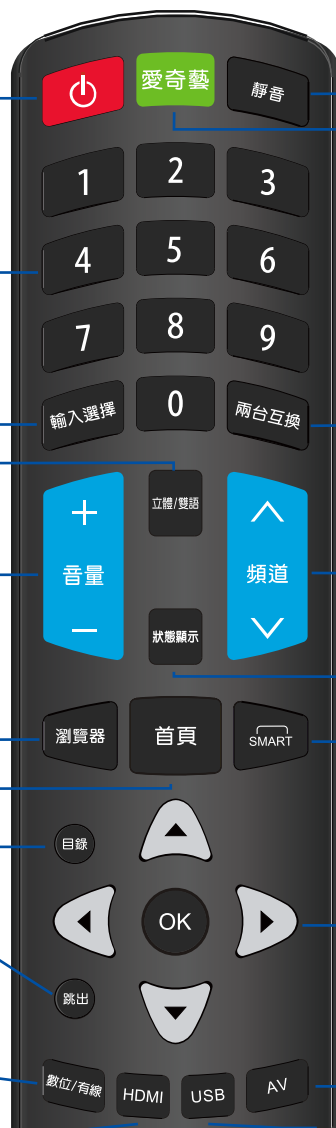 愛奇藝
靜音
1
2
3
4
5
6
7
8
9
輸入選擇
0
兩台互換
立體/雙語
音量
頻道
狀態顯示
瀏覽器
首頁
SMART
目錄
OK
跳出
數位/有線
HDMI
USB
AV